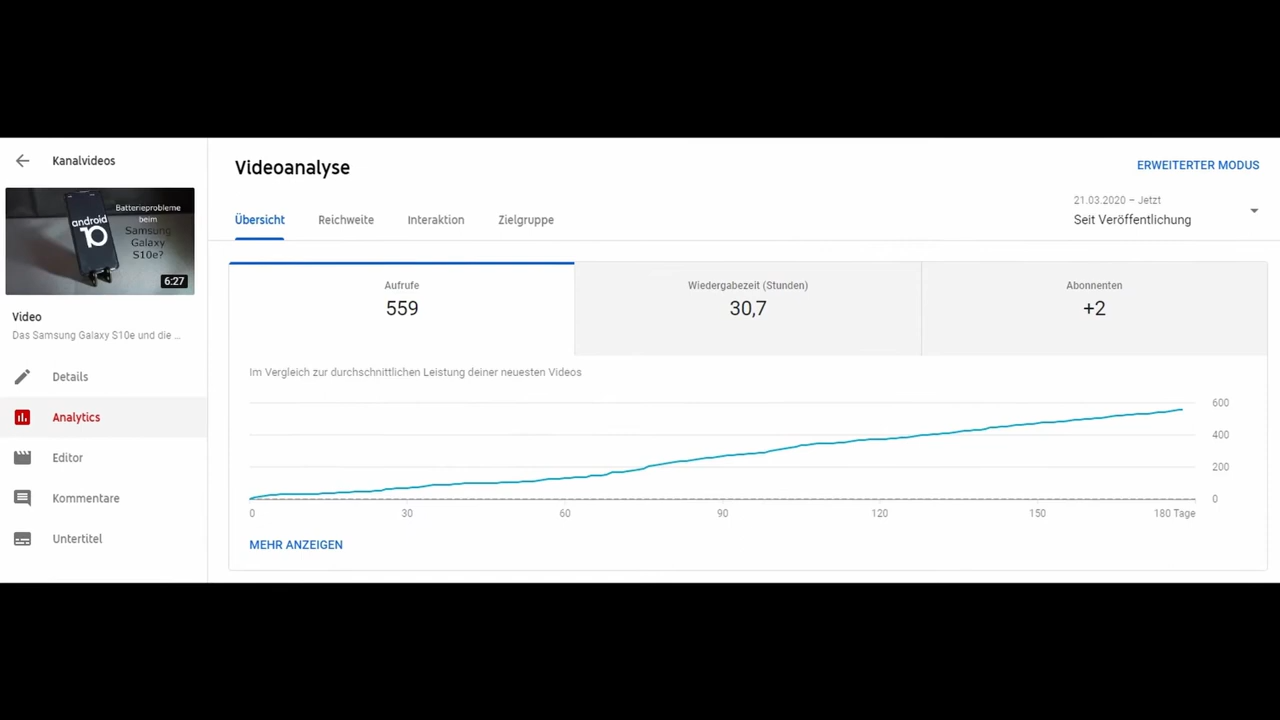 Kanalvideos
Videoanalyse
ERWEITERTER MODUS
21.03.2020 – Jetzt
Seit Veröffentlichung
Übersicht
Reichweite
Interaktion
Zielgruppe
android
10
Batterieprobleme
beim
Samsung
Galaxy
S10e?
6:27
Video
Das Samsung Galaxy S10e und die ...
Details
Analytics
Editor
Kommentare
Untertitel
Aufrufe
559
Wiedergabezeit (Stunden)
30,7
Abonnenten
+2
Im Vergleich zur durchschnittlichen Leistung deiner neuesten Videos
600
400
200
0
0 30 60 90 120 150 180 Tage
MEHR ANZEIGEN